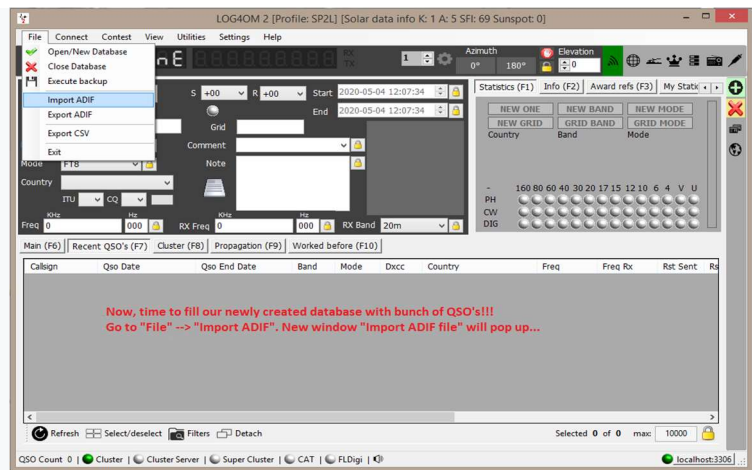 LOG4OM 2 [Profile: SP2L] [Solar data info K: 1 A: 5 SFI: 69 Sunspot: 0]
File Connect Contest View Utilities Settings Help
Open/New Database
Close Database
Execute backup
Import ADIF
Export ADIF
Export CSV
Exit
RX
TX
1
Azimuth
0° 180°
Elevation
0
S +00 R +00 Start 2020-05-04 12:07:34
End 2020-05-04 12:07:34
Grid
Comment
Mode FT8 Note
Country
ITU CQ
KHz Hz KHz Hz
Freq 0 000 RX Freq 0 000 RX Band 20m
Statistics (F1) Info (F2) Award refs (F3) My Static
NEW ONE NEW BAND NEW MODE
NEW GRID GRID BAND GRID MODE
Country Band Mode
- 160 80 60 40 30 20 17 15 12 10 6 4 V U
PH
CW
DIG
Main (F6) Recent QSO's (F7) Cluster (F8) Propagation (F9) Worked before (F10)
Callsign Qso Date Qso End Date Band Mode Dxcc Country Freq Freq Rx Rst Sent Rs
Now, time to fill our newly created database with bunch of QSO's!!!
Go to "File" --> "Import ADIF". New window "Import ADIF file" will pop up...
Refresh Select/deselect Filters Detach Selected 0 of 0 max: 10000
QSO Count 0 | Cluster | Cluster Server | Super Cluster | CAT | FLDigi | localhost:3306